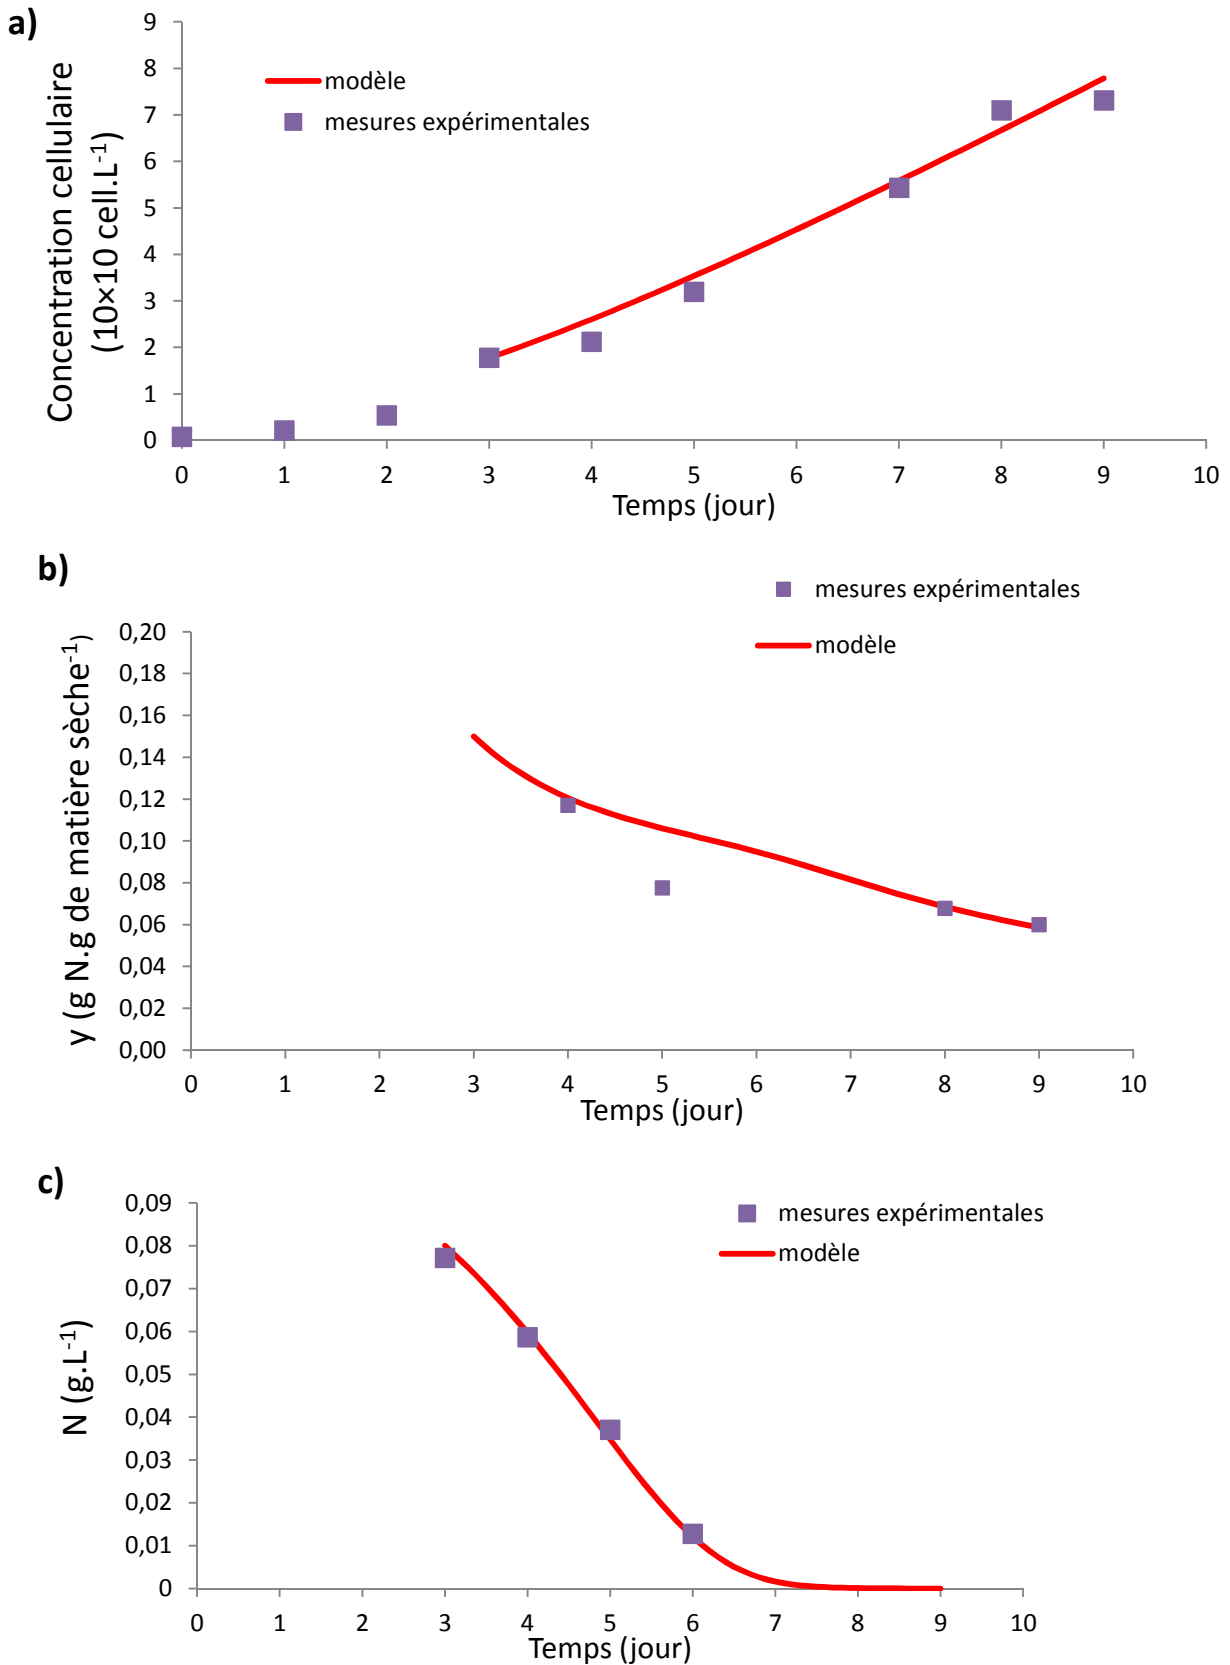 a)
9
8
7
6
5
4
3
2
1
0
Concentration cellulaire
(10×10 cell.L⁻¹)
modèle
mesures expérimentales
0 1 2 3 4 5 6 7 8 9 10
Temps (jour)
b)
mesures expérimentales
modèle
0,20
0,18
0,16
0,14
0,12
0,10
0,08
0,06
0,04
0,02
0,00
y (g N.g de matière sèche⁻¹)
0 1 2 3 4 5 6 7 8 9 10
Temps (jour)
c)
mesures expérimentales
modèle
0,09
0,08
0,07
0,06
0,05
0,04
0,03
0,02
0,01
0
N (g.L⁻¹)
0 1 2 3 4 5 6 7 8 9 10
Temps (jour)